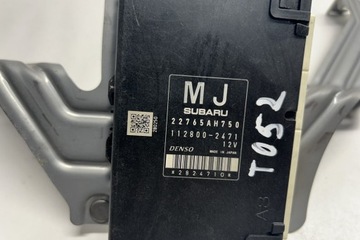 MJ
SUBARU
22765AH750
112800-2471
12V
DENSO MADE IN JAPAN
T052